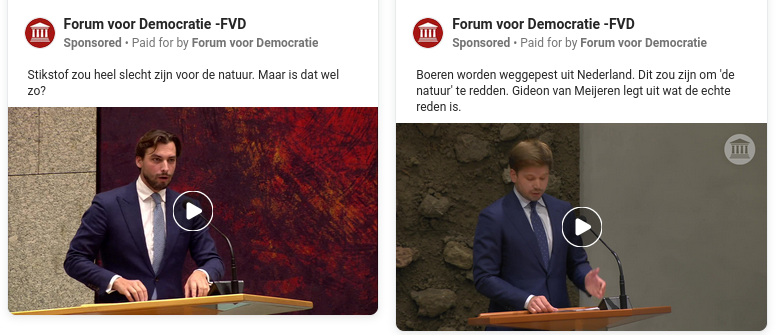 Forum voor Democratie -FVD
Sponsored • Paid for by Forum voor Democratie
Stikstof zou heel slecht zijn voor de natuur. Maar is dat wel
zo?
Forum voor Democratie -FVD
Sponsored • Paid for by Forum voor Democratie
Boeren worden weggepest uit Nederland. Dit zou zijn om 'de
natuur' te redden. Gideon van Meijeren legt uit wat de echte
reden is.